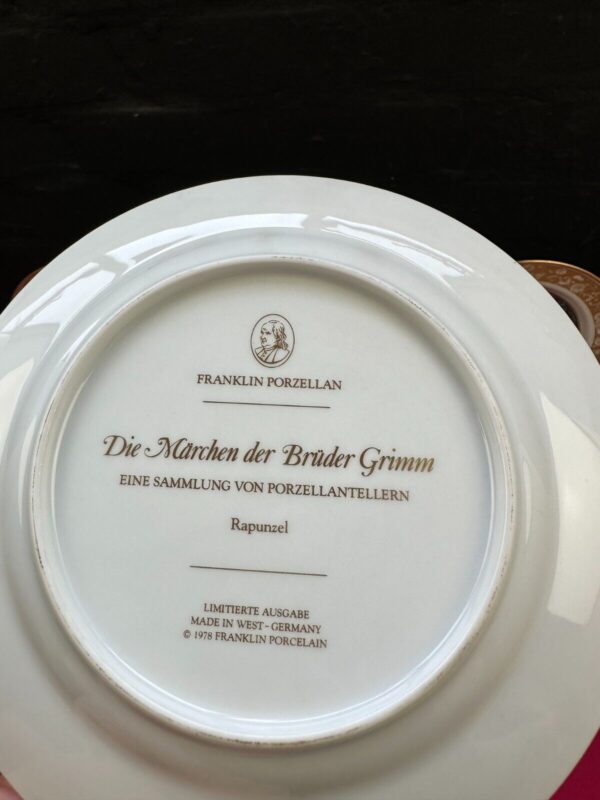 FRANKLIN PORZELLAN
Die Märchen der Brüder Grimm
EINE SAMMLUNG VON PORZELLANTELLERN
Rapunzel
LIMITIERTE AUSGABE
MADE IN WEST-GERMANY
© 1978 FRANKLIN PORCELAIN